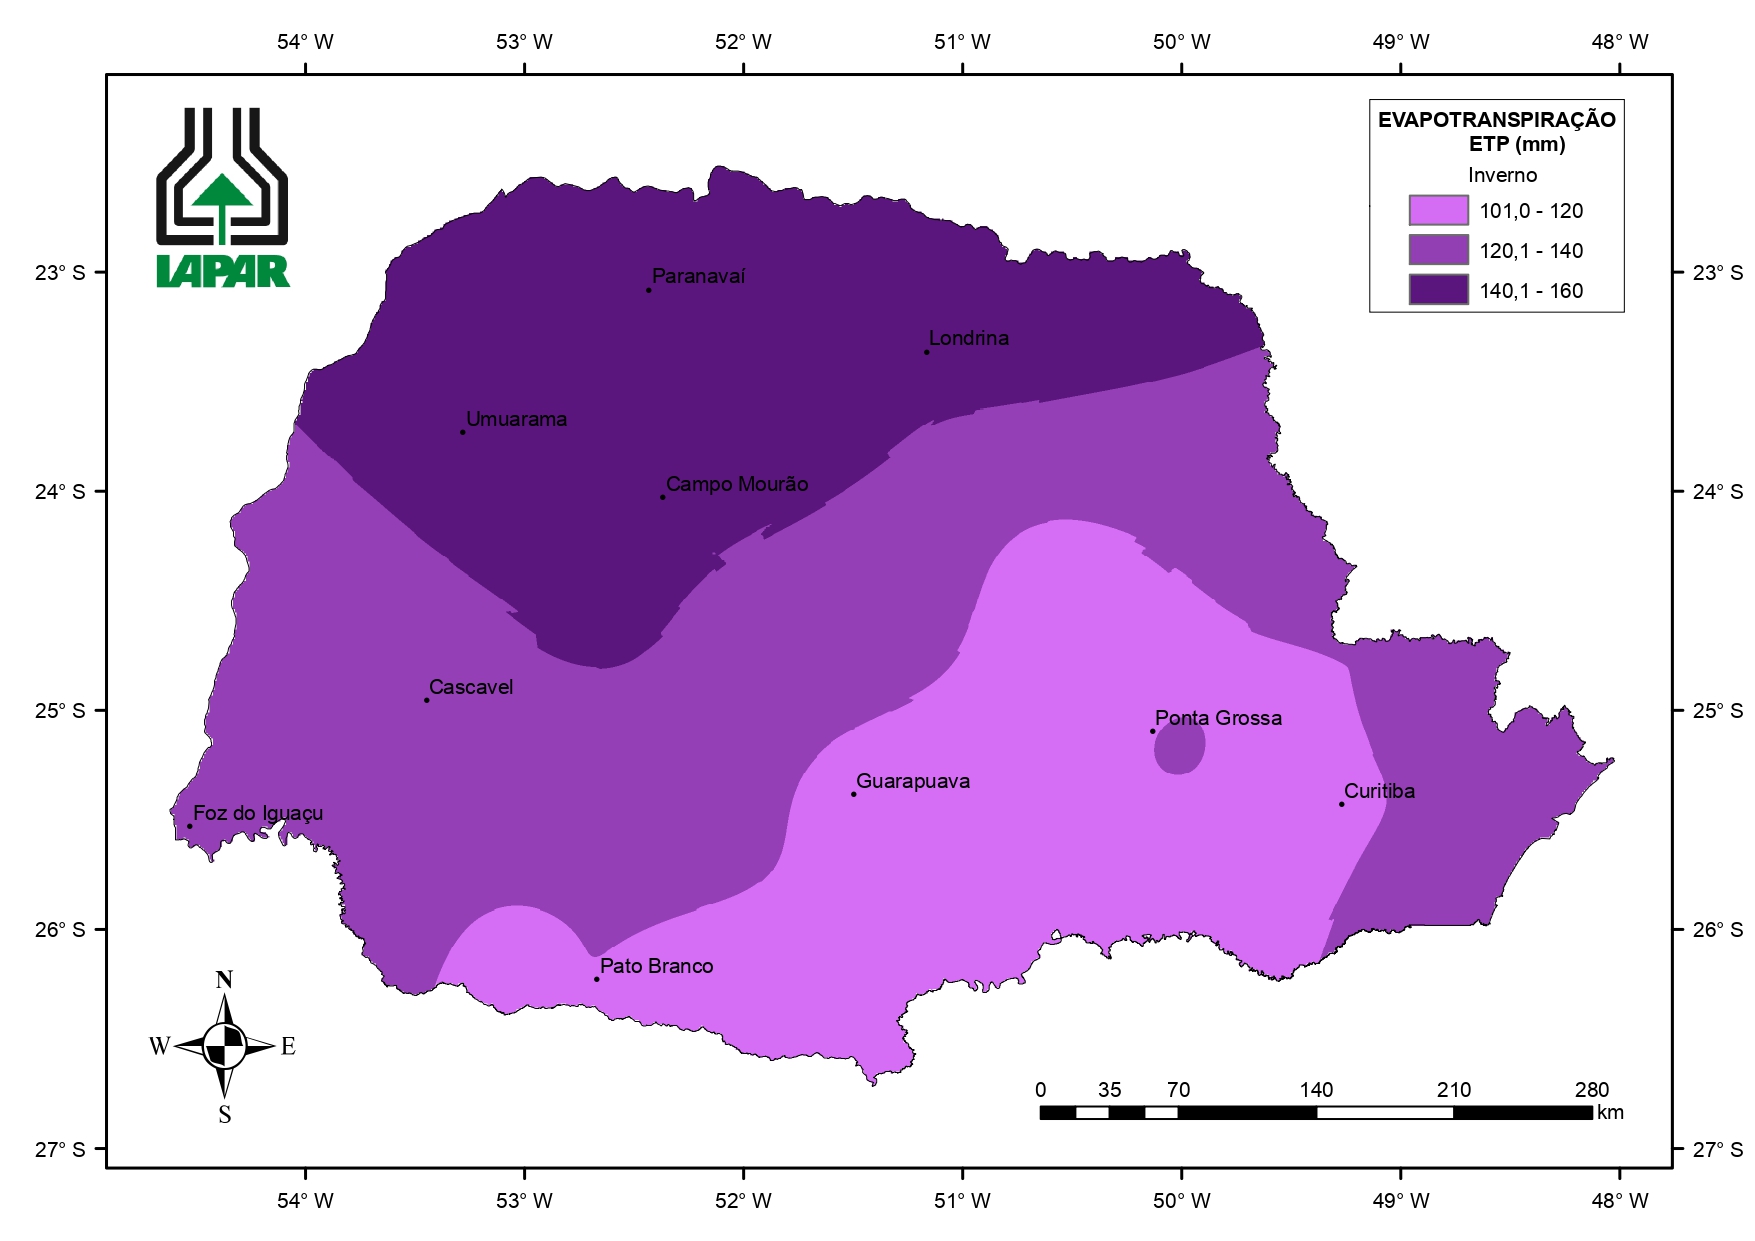 54° W 53° W 52° W 51° W 50° W 49° W 48° W
IAPAR
EVAPOTRANSPIRAÇÃO
ETP (mm)
Inverno
101,0 - 120
120,1 - 140
140,1 - 160
23° S
23° S
Paranavaí
Londrina
Umuarama
Campo Mourão
24° S
24° S
Cascavel
25° S
25° S
Ponta Grossa
Guarapuava
Curitiba
Foz do Iguaçu
26° S
26° S
Pato Branco
N
W E
S
0 35 70 140 210 280
km
27° S
27° S
54° W 53° W 52° W 51° W 50° W 49° W 48° W